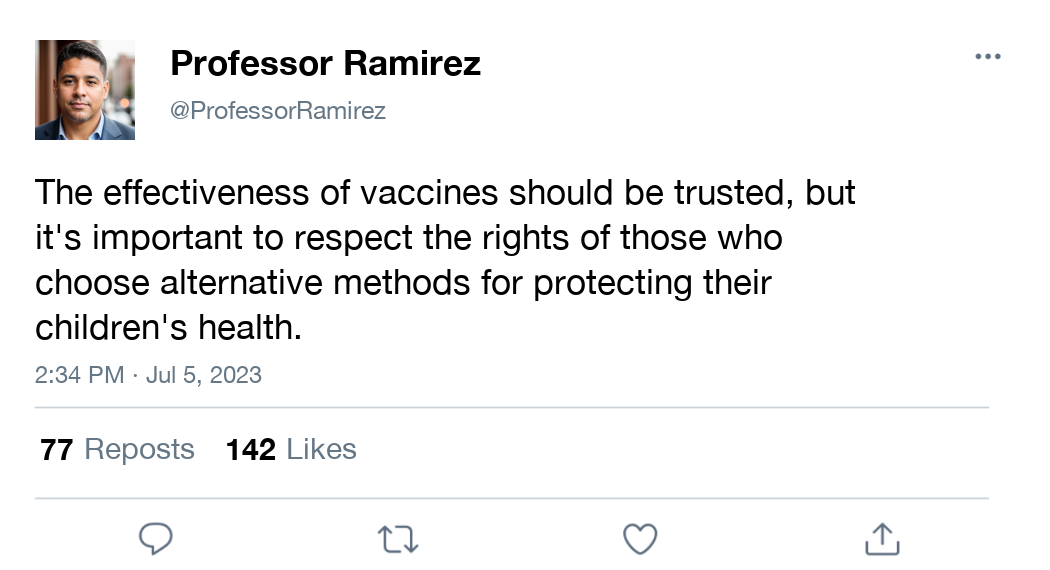 Professor Ramirez
@ProfessorRamirez
The effectiveness of vaccines should be trusted, but
it's important to respect the rights of those who
choose alternative methods for protecting their
children's health.
2:34 PM · Jul 5, 2023
77 Reposts 142 Likes